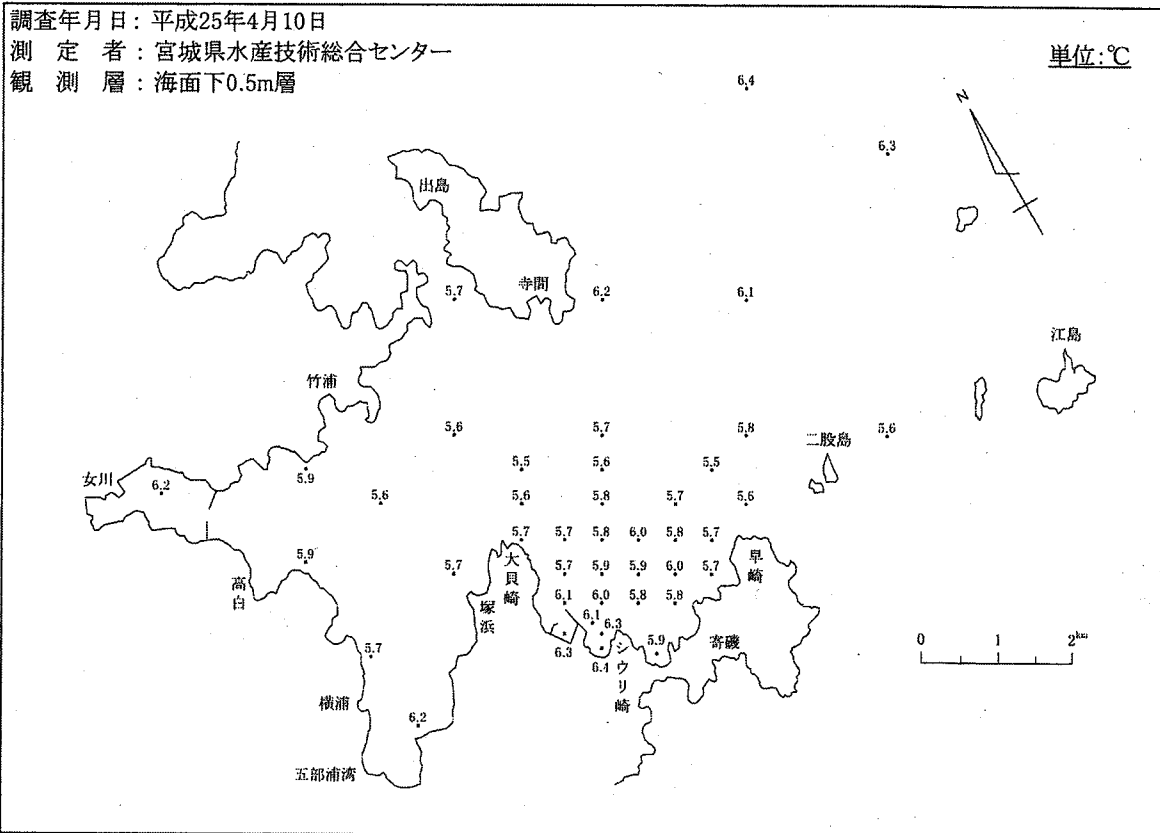 調査年月日：平成25年4月10日
測　定　者：宮城県水産技術総合センター
観　測　層：海面下0.5m層
単位：℃
6.4
N
6.3
出島
寺間
5.7
6.2
6.1
江島
竹浦
5.6
5.7
5.8
5.6
二股島
女川
6.2
5.9
5.5
5.6
5.5
5.6
5.6
5.8
5.7
5.6
5.7
5.7
5.8
6.0
5.8
5.7
5.9
5.7
5.7
5.9
5.9
6.0
5.7
高白
大貝崎
早崎
塚浜
6.1
6.0
5.8
5.8
6.1
6.3
6.3
6.4
5.9
シウリ崎
寄磯
0　1　2km
5.7
横浦
6.2
五部浦湾